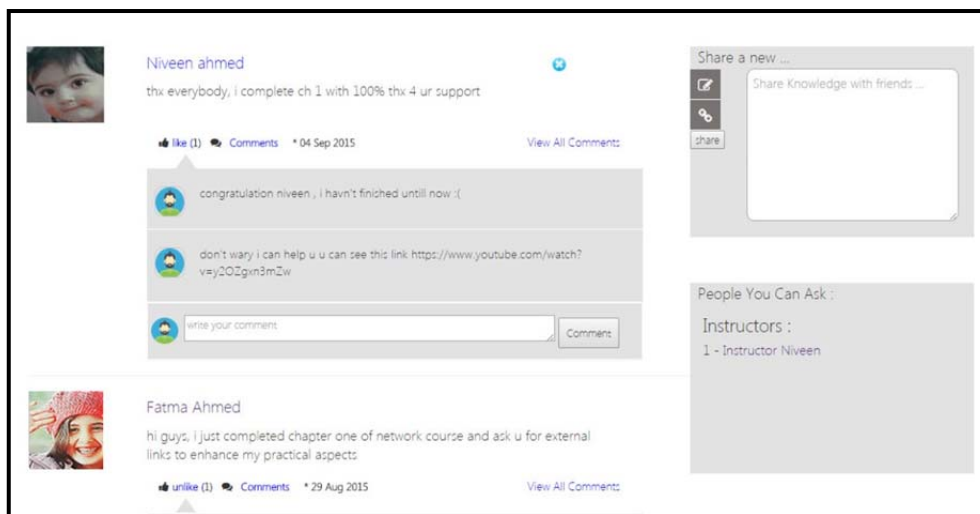 Niveen ahmed
thx everybody, i complete ch 1 with 100% thx 4 ur support
like (1) Comments * 04 Sep 2015 View All Comments
congratulation niveen , i havn't finished untill now :(
don't wary i can help u u can see this link https://www.youtube.com/watch?
v=y2OZgxn3mZw
write your comment
Comment
Fatma Ahmed
hi guys, i just completed chapter one of network course and ask u for external
links to enhance my practical aspects
unlike (1) Comments * 29 Aug 2015 View All Comments
Share a new ...
Share Knowledge with friends ...
share
People You Can Ask :
Instructors :
1 - Instructor Niveen